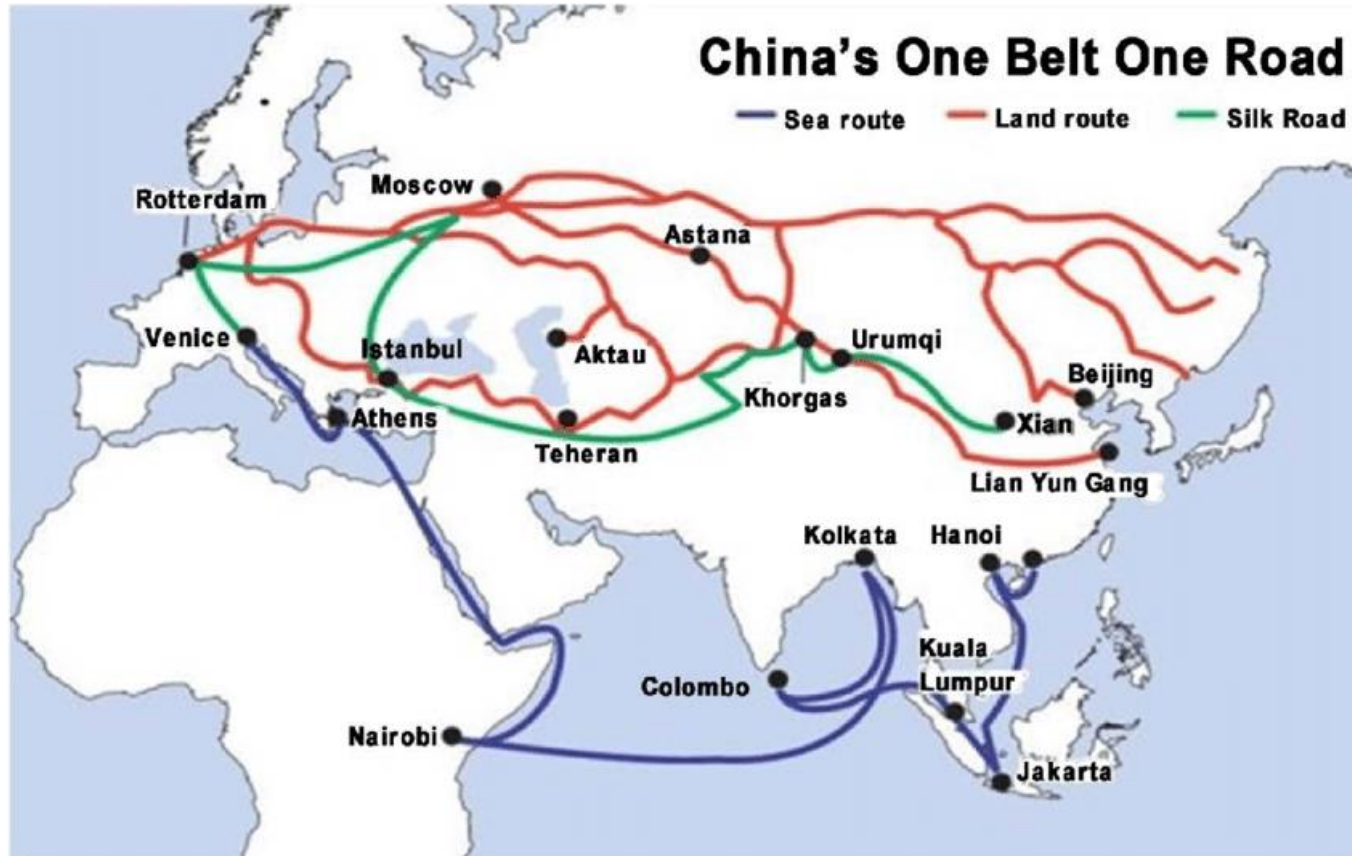 China's One Belt One Road
Sea route
Land route
Silk Road
Moscow
Rotterdam
Astana
Venice
Istanbul
Aktau
Urumqi
Khorgas
Beijing
Athens
Xian
Teheran
Lian Yun Gang
Kolkata
Hanoi
Kuala
Lumpur
Colombo
Nairobi
Jakarta